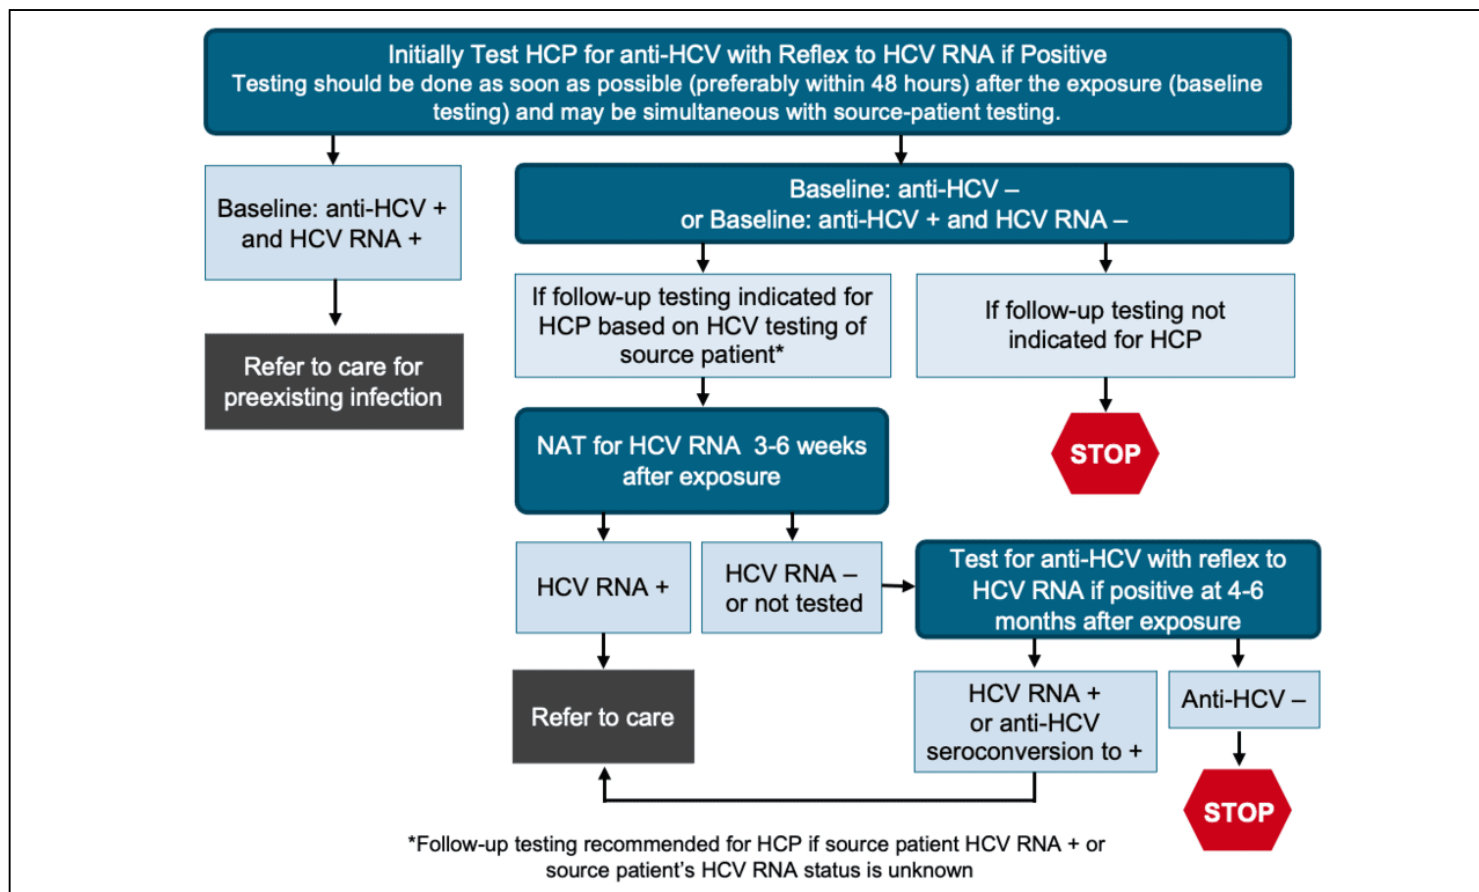 Initially Test HCP for anti-HCV with Reflex to HCV RNA if Positive
Testing should be done as soon as possible (preferably within 48 hours) after the exposure (baseline
testing) and may be simultaneous with source-patient testing.
Baseline: anti-HCV +
and HCV RNA +
Refer to care for
preexisting infection
Baseline: anti-HCV –
or Baseline: anti-HCV + and HCV RNA –
If follow-up testing indicated for
HCP based on HCV testing of
source patient*
If follow-up testing not
indicated for HCP
STOP
NAT for HCV RNA 3-6 weeks
after exposure
HCV RNA +
HCV RNA –
or not tested
Test for anti-HCV with reflex to
HCV RNA if positive at 4-6
months after exposure
Refer to care
HCV RNA +
or anti-HCV
seroconversion to +
Anti-HCV –
STOP
*Follow-up testing recommended for HCP if source patient HCV RNA + or
source patient's HCV RNA status is unknown